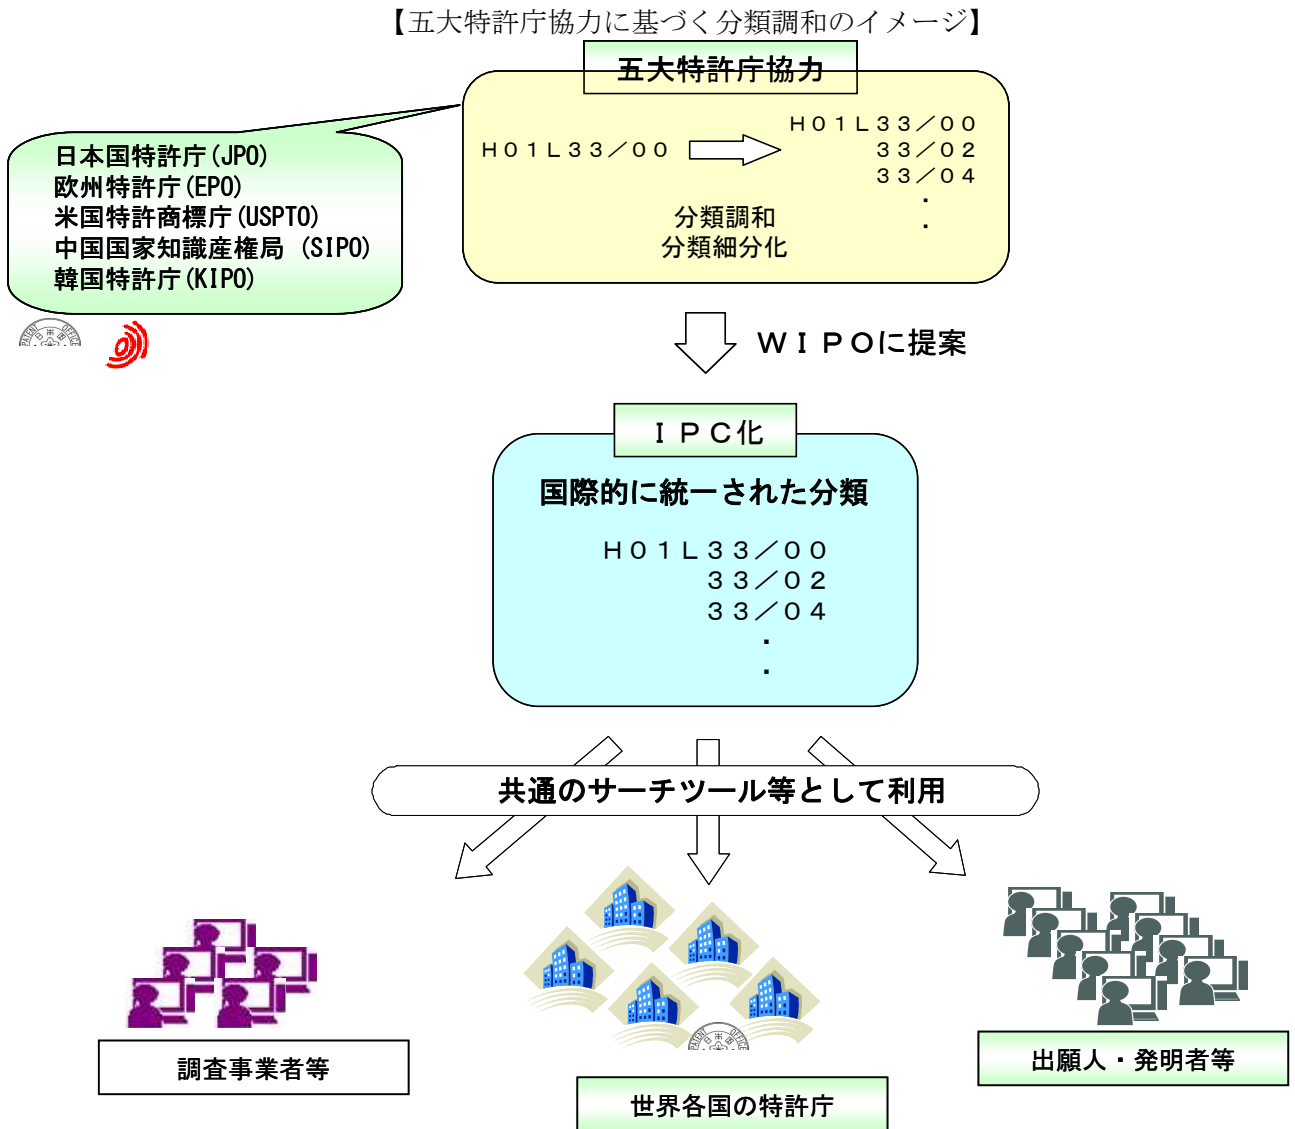 【五大特許庁協力に基づく分類調和のイメージ】
五大特許庁協力
日本国特許庁(JPO)
欧州特許庁(EPO)
米国特許商標庁(USPTO)
中国国家知識産権局 (SIPO)
韓国特許庁(KIPO)
H01L33/00
H01L33/00
33/02
33/04
・
・
分類調和
分類細分化
WIPOに提案
IPC化
国際的に統一された分類
H01L33/00
33/02
33/04
・
・
共通のサーチツール等として利用
調査事業者等
世界各国の特許庁
出願人・発明者等